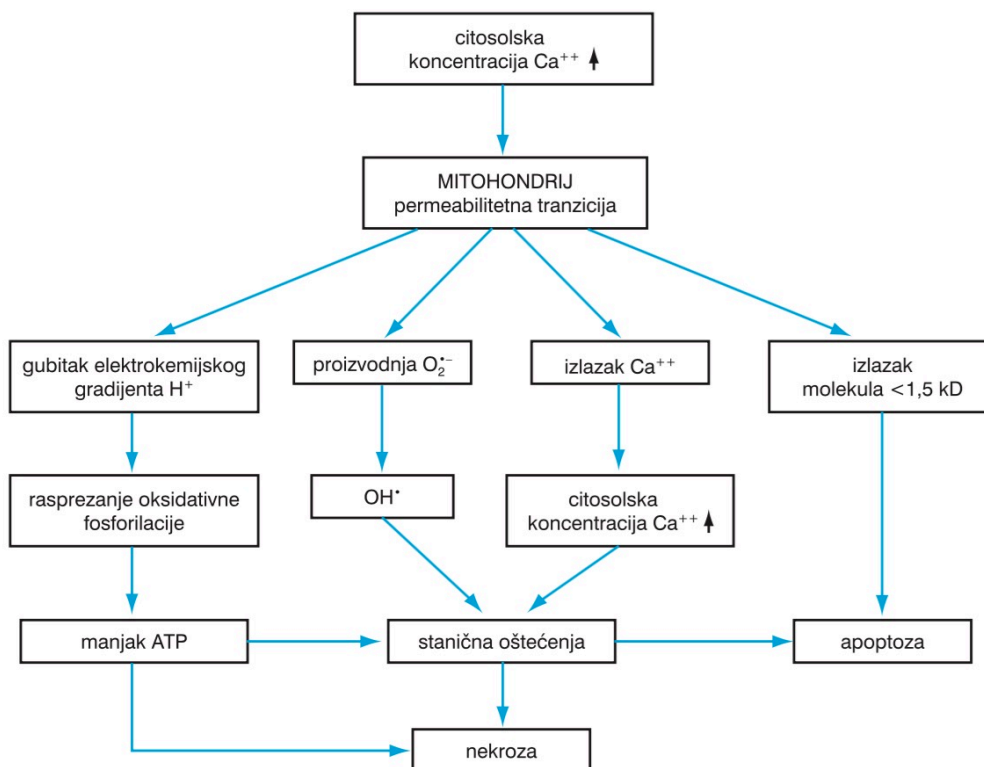 citosolska
koncentracija Ca⁺⁺ ↑
MITOHONDRIJ
permeabilitetna tranzicija
gubitak elektrokemijskog
gradijenta H⁺
proizvodnja O₂•⁻
izlazak Ca⁺⁺
izlazak
molekula <1,5 kD
rasprezanje oksidativne
fosforilacije
OH•
citosolska
koncentracija Ca⁺⁺ ↑
manjak ATP
stanična oštećenja
apoptoza
nekroza